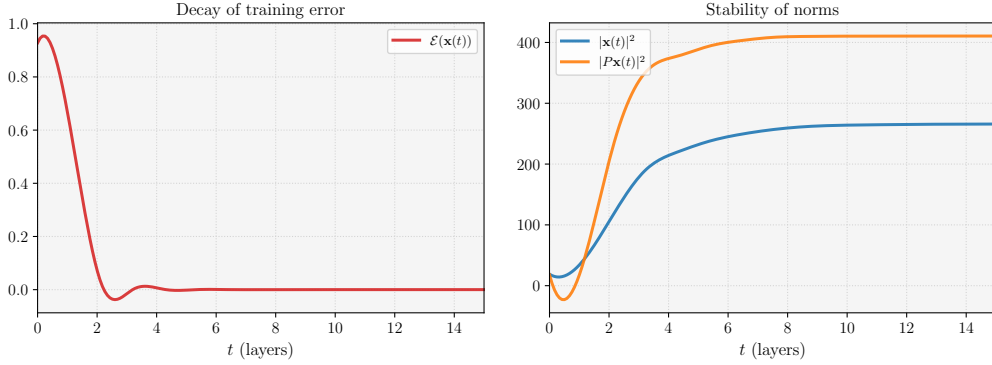 Decay of training error
1.0
0.8
0.6
0.4
0.2
0.0
0 2 4 6 8 10 12 14
t (layers)
ℰ(𝐱(t))
Stability of norms
400
300
200
100
0
0 2 4 6 8 10 12 14
t (layers)
|𝐱(t)|²
|P𝐱(t)|²